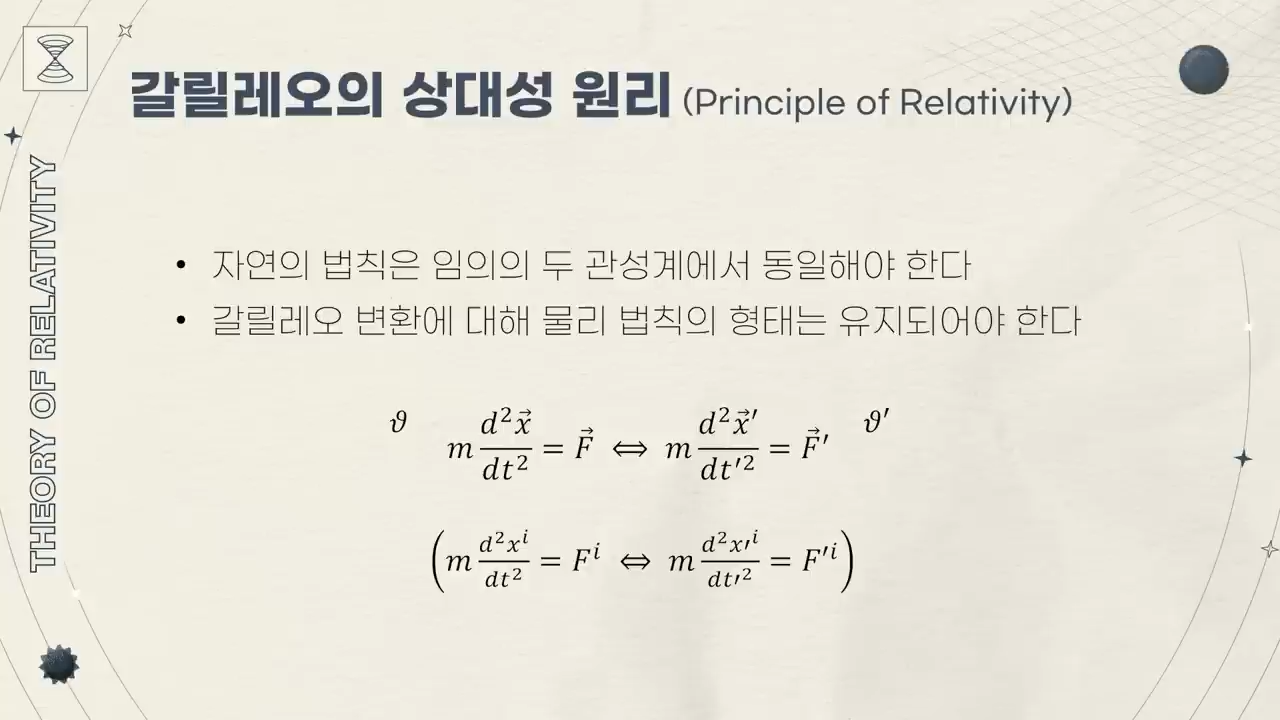 갈릴레오의 상대성 원리 (Principle of Relativity)
THEORY OF RELATIVITY
• 자연의 법칙은 임의의 두 관성계에서 동일해야 한다
• 갈릴레오 변환에 대해 물리 법칙의 형태는 유지되어야 한다
ϑ m d²x⃗/dt² = F⃗ ⇔ m d²x⃗′/dt′² = F⃗′ ϑ′
(m d²xⁱ/dt² = Fⁱ ⇔ m d²x′ⁱ/dt′² = F′ⁱ)